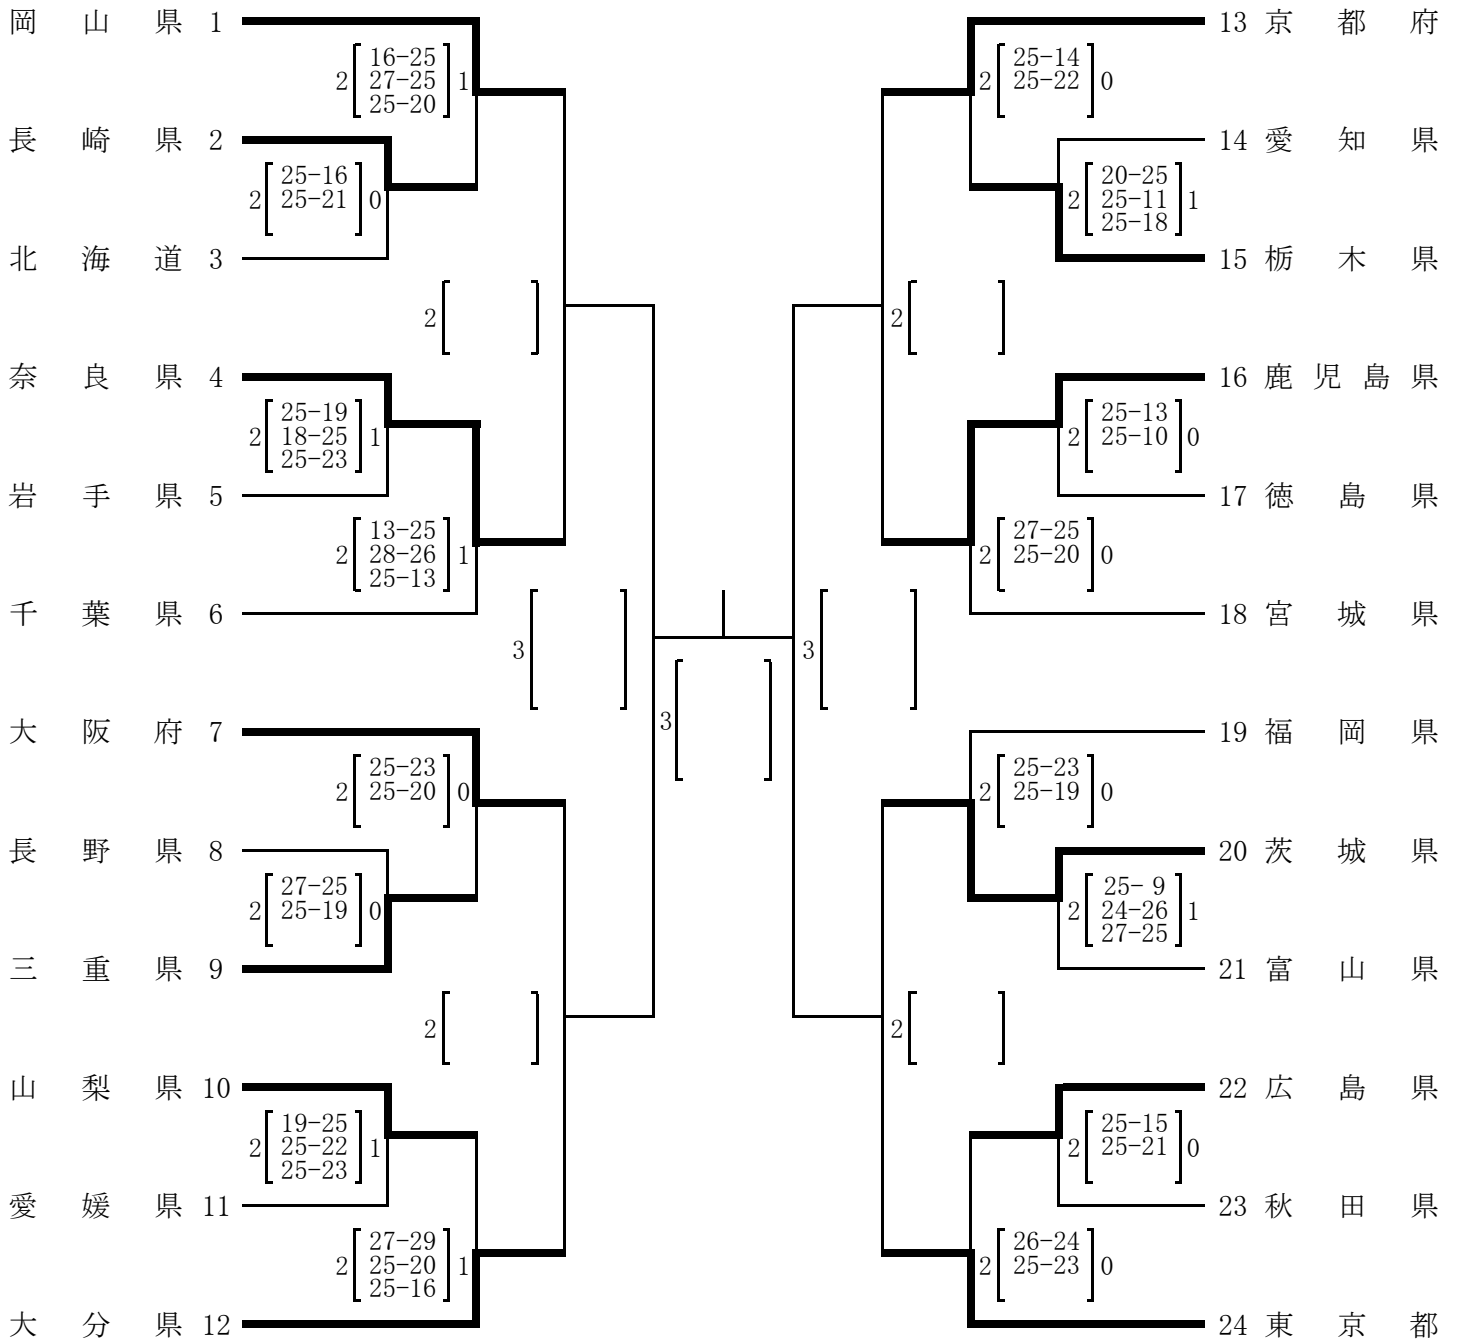 岡山県 1
2 16-25 1
27-25
25-20
長崎県 2
2 25-16 0
25-21
北海道 3
2
奈良県 4
2 25-19 1
18-25
25-23
岩手県 5
2 13-25 1
28-26
25-13
千葉県 6
3
大阪府 7
2 25-23 0
25-20
長野県 8
2 27-25 0
25-19
三重県 9
2
山梨県 10
2 19-25 1
25-22
25-23
愛媛県 11
2 27-29 1
25-20
25-16
大分県 12
3
13 京都府
2 25-14 0
25-22
14 愛知県
2 20-25 1
25-11
25-18
15 栃木県
2
16 鹿児島県
2 25-13 0
25-10
17 徳島県
2 27-25 0
25-20
18 宮城県
3
19 福岡県
2 25-23 0
25-19
20 茨城県
2 25- 9 1
24-26
27-25
21 富山県
2
22 広島県
2 25-15 0
25-21
23 秋田県
2 26-24 0
25-23
24 東京都